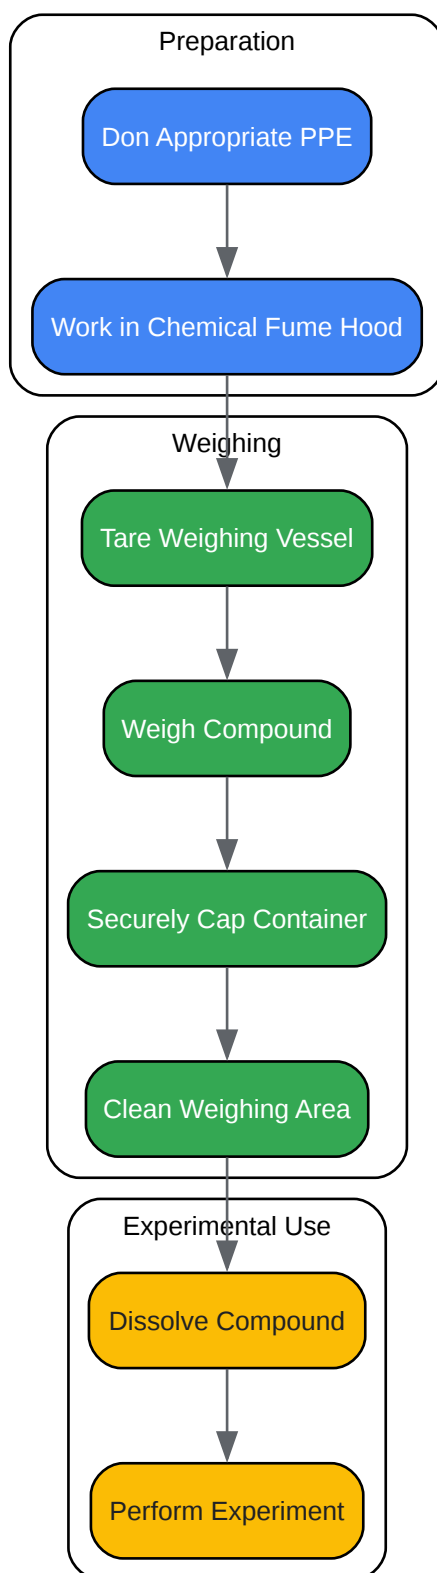 Preparation
Don Appropriate PPE
Work in Chemical Fume Hood
Weighing
Tare Weighing Vessel
Weigh Compound
Securely Cap Container
Clean Weighing Area
Experimental Use
Dissolve Compound
Perform Experiment